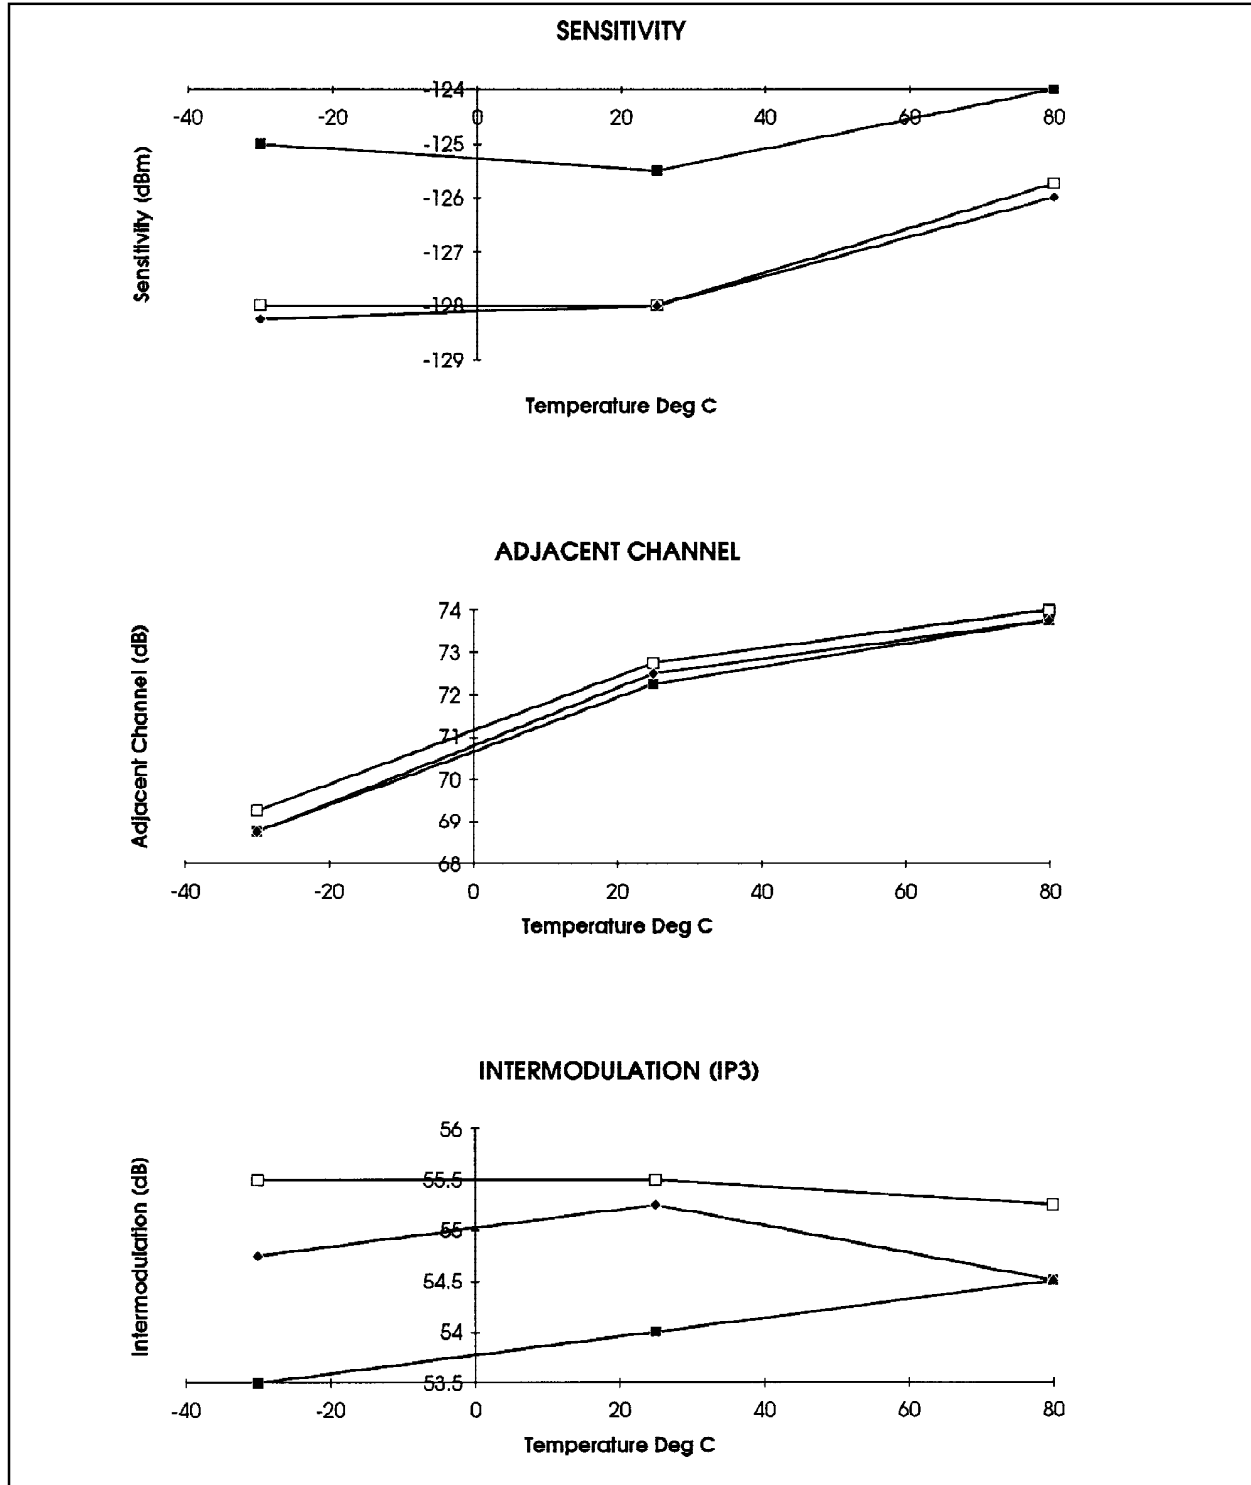 SENSITIVITY
-124
-40 -20 0 20 40 60 80
-125
-126
-127
-128
-129
Sensitivity (dBm)
Temperature Deg C
ADJACENT CHANNEL
74
73
72
71
70
69
68
-40 -20 0 20 40 60 80
Adjacent Channel (dB)
Temperature Deg C
INTERMODULATION (IP3)
56
55.5
55
54.5
54
53.5
-40 -20 0 20 40 60 80
Intermodulation (dB)
Temperature Deg C